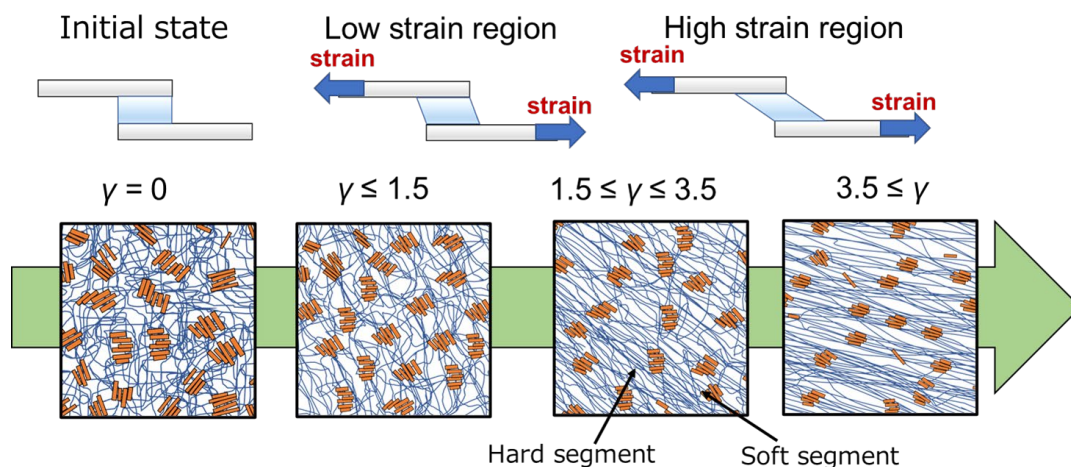 Initial state
Low strain region
High strain region
strain
strain
strain
strain
γ = 0
γ ≤ 1.5
1.5 ≤ γ ≤ 3.5
3.5 ≤ γ
Hard segment
Soft segment